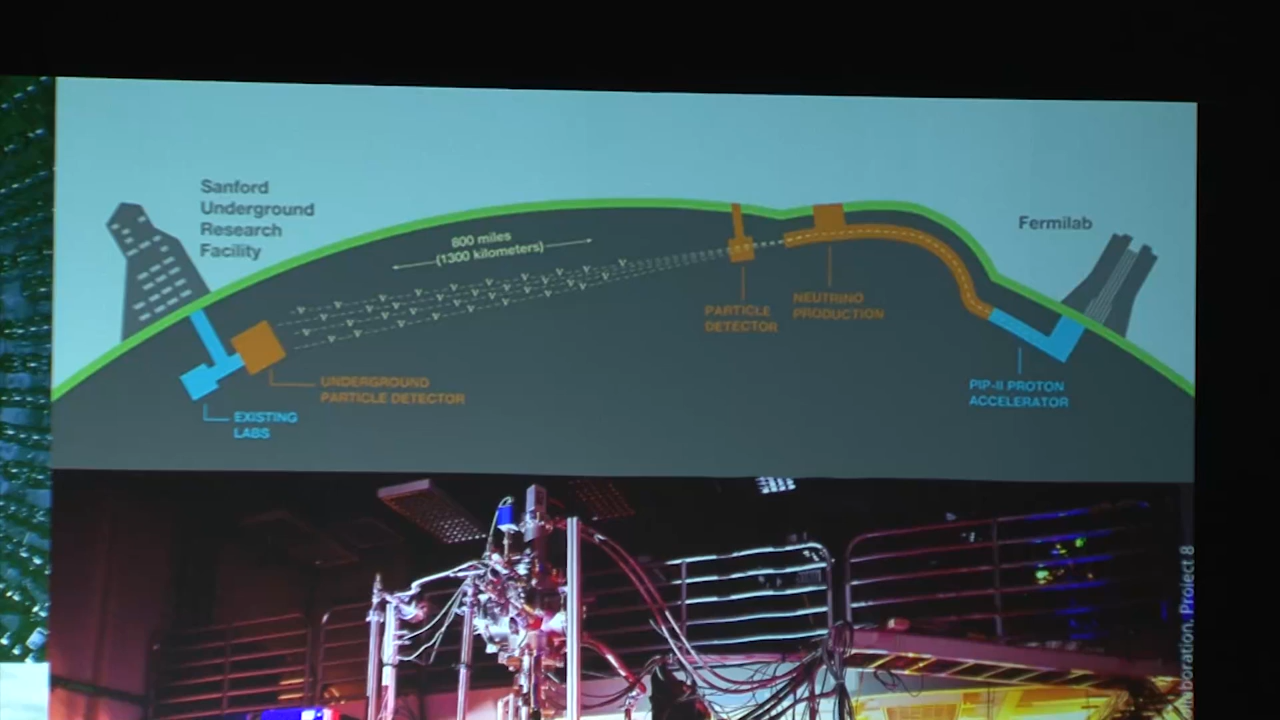 Sanford
Underground
Research
Facility
800 miles
(1300 kilometers)
Fermilab
PARTICLE
DETECTOR
NEUTRINO
PRODUCTION
UNDERGROUND
PARTICLE DETECTOR
EXISTING
LABS
PIP-II PROTON
ACCELERATOR
Project 8